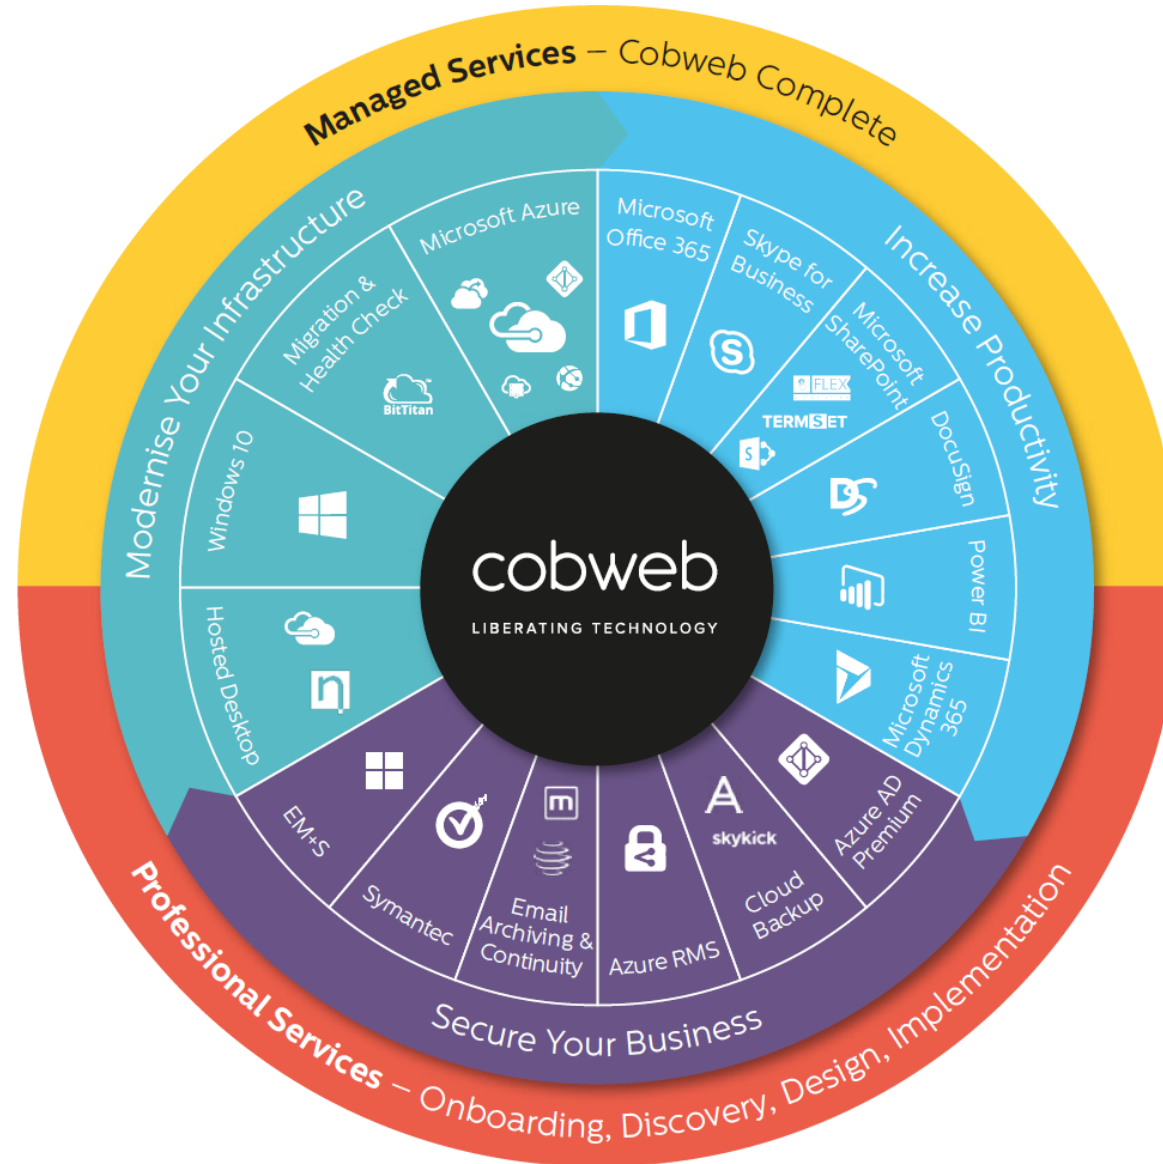 Managed Services – Cobweb Complete
Modernise Your Infrastructure
Increase Productivity
Microsoft Azure
Migration &
Health Check
BitTitan
Windows 10
Hosted Desktop
Microsoft
Office 365
Skype for
Business
S
Microsoft
SharePoint
FLEX
TERMSET
S
DocuSign
DS
Power BI
Microsoft
Dynamics
365
cobweb
LIBERATING TECHNOLOGY
EM+S
Symantec
m
Email
Archiving &
Continuity
Azure RMS
skykick
Cloud
Backup
Azure AD
Premium
Secure Your Business
Professional Services – Onboarding, Discovery, Design, Implementation